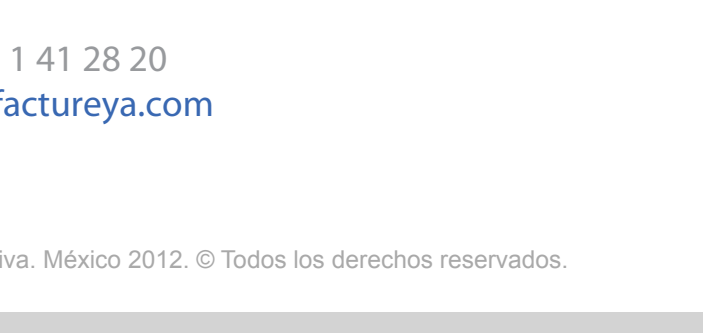 1 41 28 20
factureya.com
iva. México 2012. © Todos los derechos reservados.